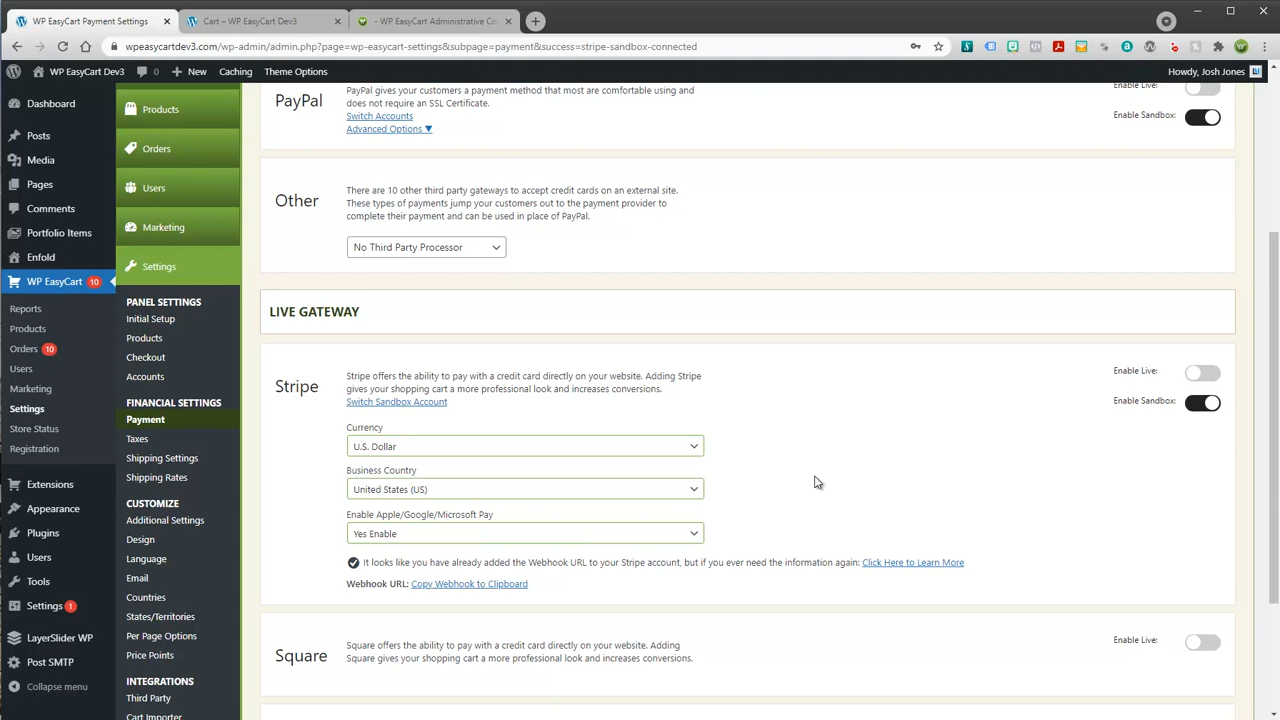 WP EasyCart Payment Settings
Cart – WP EasyCart Dev3
- WP EasyCart Administrative Co
wpeasycartdev3.com/wp-admin/admin.php?page=wp-easycart-settings&subpage=payment&success=stripe-sandbox-connected
WP EasyCart Dev3
0
New
Caching
Theme Options
Howdy, Josh Jones
Dashboard
Posts
Media
Pages
Comments
Portfolio Items
Enfold
WP EasyCart 10
Reports
Products
Orders 10
Users
Marketing
Settings
Store Status
Registration
Extensions
Appearance
Plugins
Users
Tools
Settings 1
LayerSlider WP
Post SMTP
Collapse menu
Products
Orders
Users
Marketing
Settings
PANEL SETTINGS
Initial Setup
Products
Checkout
Accounts
FINANCIAL SETTINGS
Payment
Taxes
Shipping Settings
Shipping Rates
CUSTOMIZE
Additional Settings
Design
Language
Email
Countries
States/Territories
Per Page Options
Price Points
INTEGRATIONS
Third Party
Cart Importer
PayPal
PayPal gives your customers a payment method that most are comfortable using and
does not require an SSL Certificate.
Switch Accounts
Advanced Options ▼
Enable Live:
Enable Sandbox:
Other
There are 10 other third party gateways to accept credit cards on an external site.
These types of payments jump your customers out to the payment provider to
complete their payment and can be used in place of PayPal.
No Third Party Processor
LIVE GATEWAY
Stripe
Stripe offers the ability to pay with a credit card directly on your website. Adding Stripe
gives your shopping cart a more professional look and increases conversions.
Switch Sandbox Account
Enable Live:
Enable Sandbox:
Currency
U.S. Dollar
Business Country
United States (US)
Enable Apple/Google/Microsoft Pay
Yes Enable
It looks like you have already added the Webhook URL to your Stripe account, but if you ever need the information again: Click Here to Learn More
Webhook URL: Copy Webhook to Clipboard
Square
Square offers the ability to pay with a credit card directly on your website. Adding
Square gives your shopping cart a more professional look and increases conversions.
Enable Live: